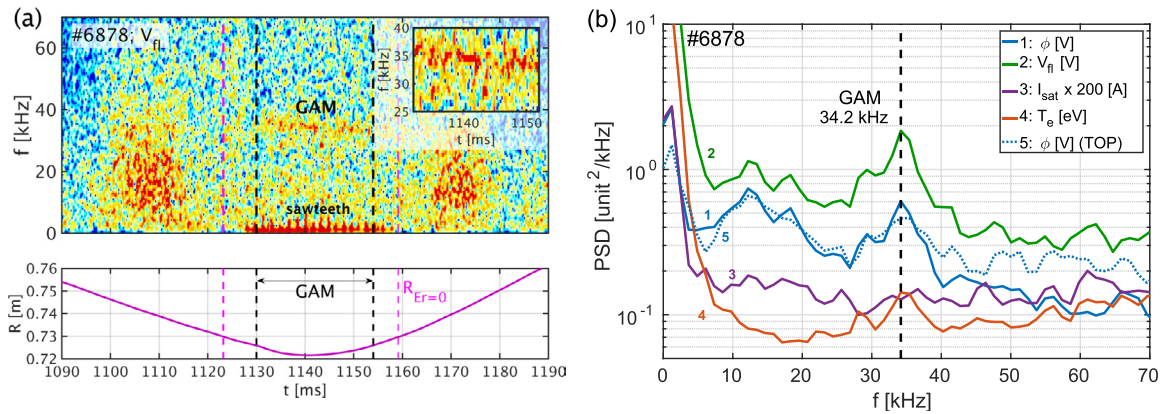 (a)
#6878; V_fl
f [kHz]
60
40
20
0
GAM
sawteeth
f [kHz]
40
35
30
25
1140
1150
t [ms]
R [m]
0.76
0.75
0.74
0.73
0.72
GAM
R_Er=0
1090 1100 1110 1120 1130 1140 1150 1160 1170 1180 1190
t [ms]
(b)
#6878
GAM
34.2 kHz
1: ϕ [V]
2: V_fl [V]
3: I_sat x 200 [A]
4: T_e [eV]
5: ϕ [V] (TOP)
2
1
5
3
4
PSD [unit ²/kHz]
10¹
10⁰
10⁻¹
0 10 20 30 40 50 60 70
f [kHz]